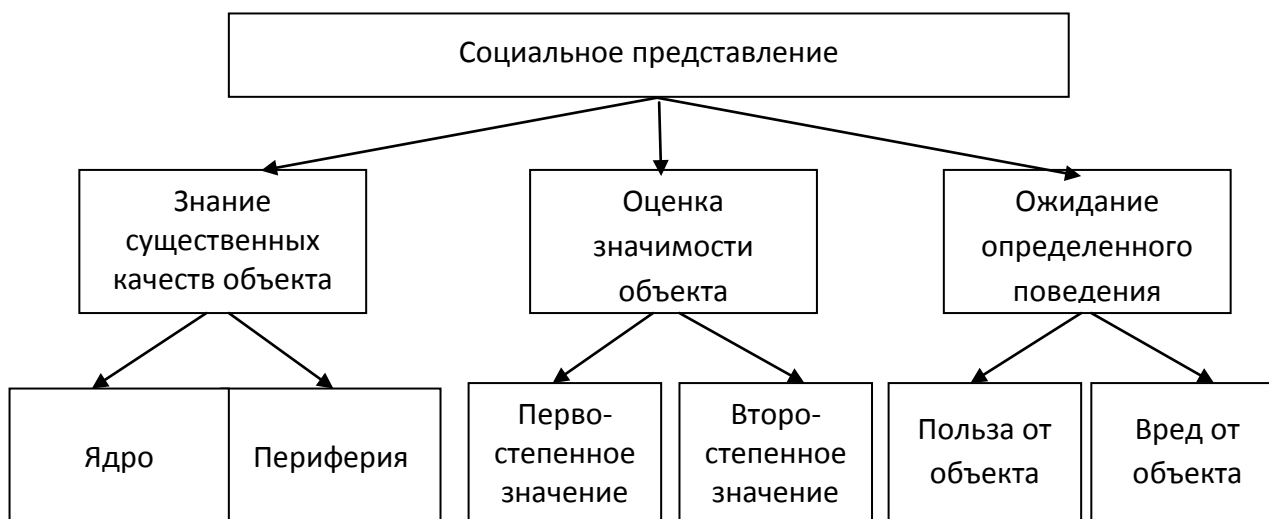 Социальное представление
Знание
существенных
качеств объекта
Оценка
значимости
объекта
Ожидание
определенного
поведения
Ядро
Периферия
Перво-
степенное
значение
Второ-
степенное
значение
Польза от
объекта
Вред от
объекта